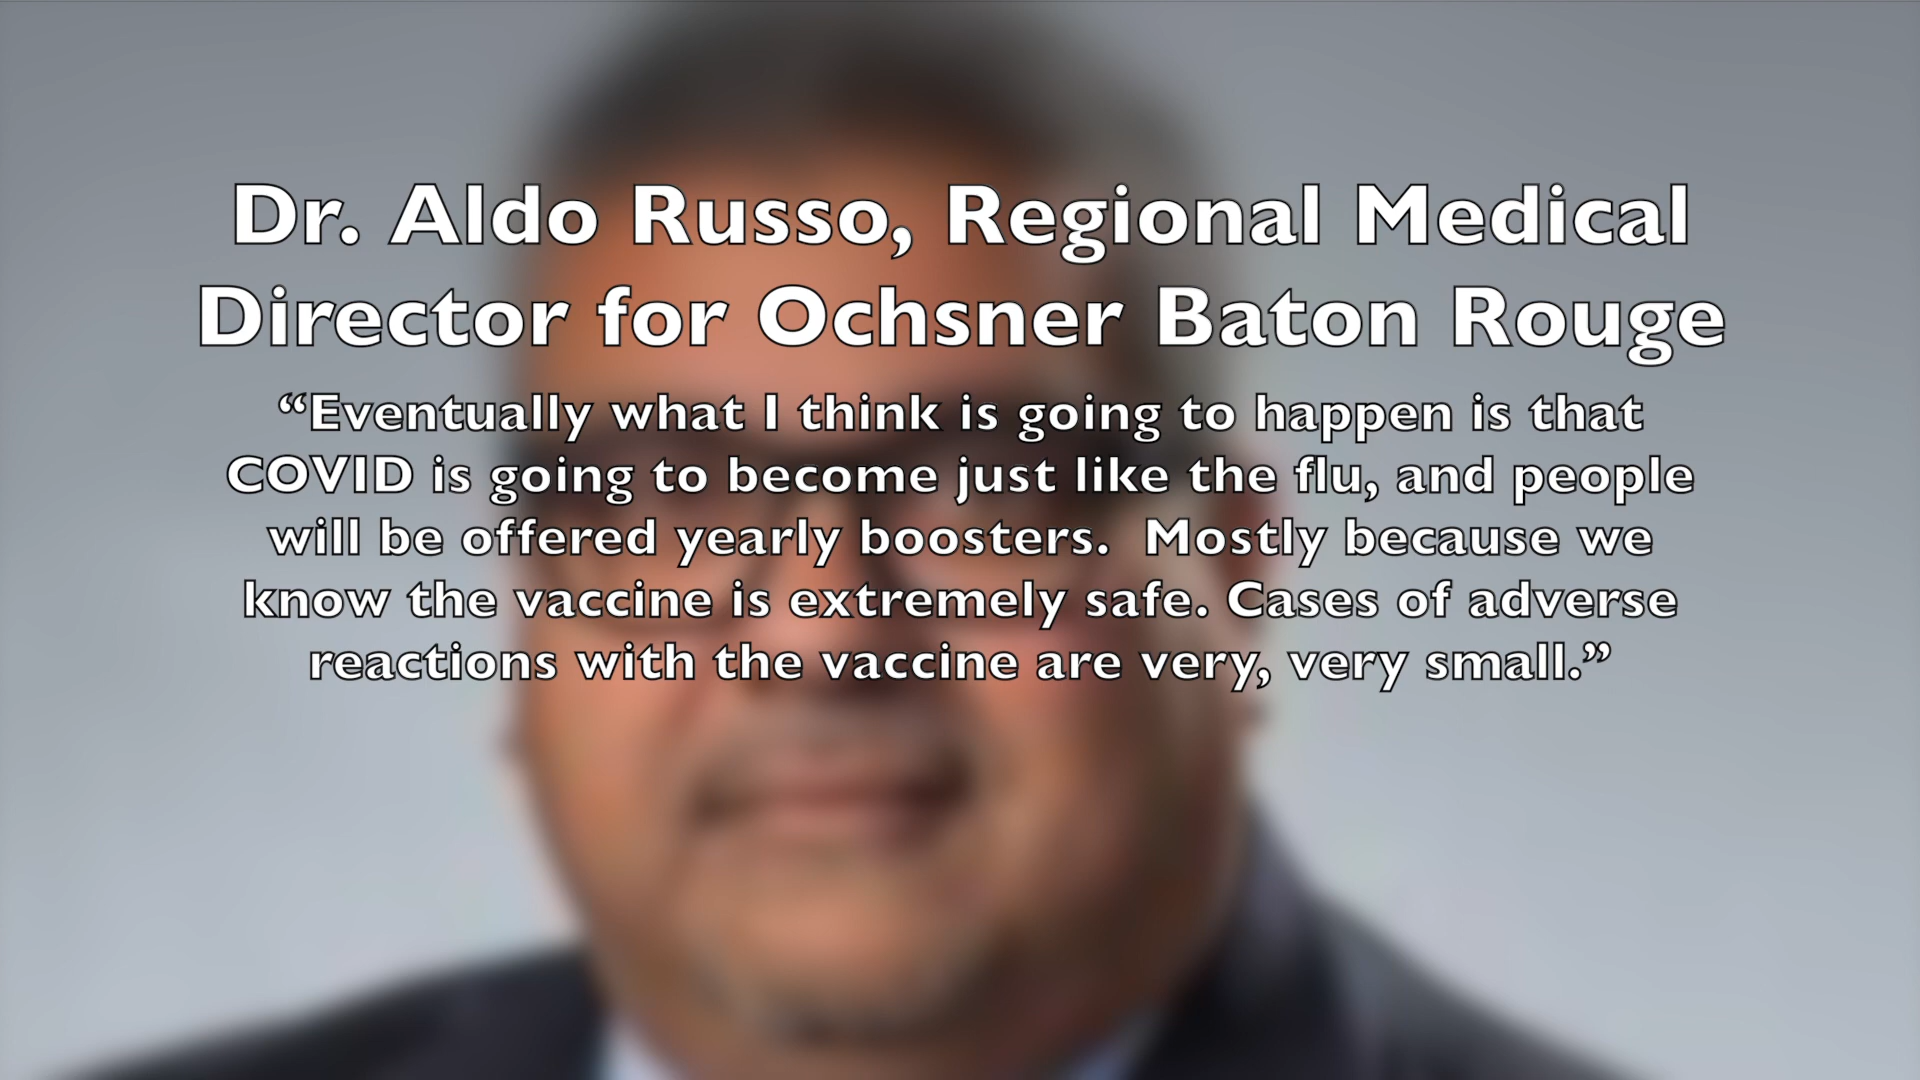 Dr. Aldo Russo, Regional Medical
Director for Ochsner Baton Rouge
“Eventually what I think is going to happen is that
COVID is going to become just like the flu, and people
will be offered yearly boosters.  Mostly because we
know the vaccine is extremely safe. Cases of adverse
reactions with the vaccine are very, very small.”